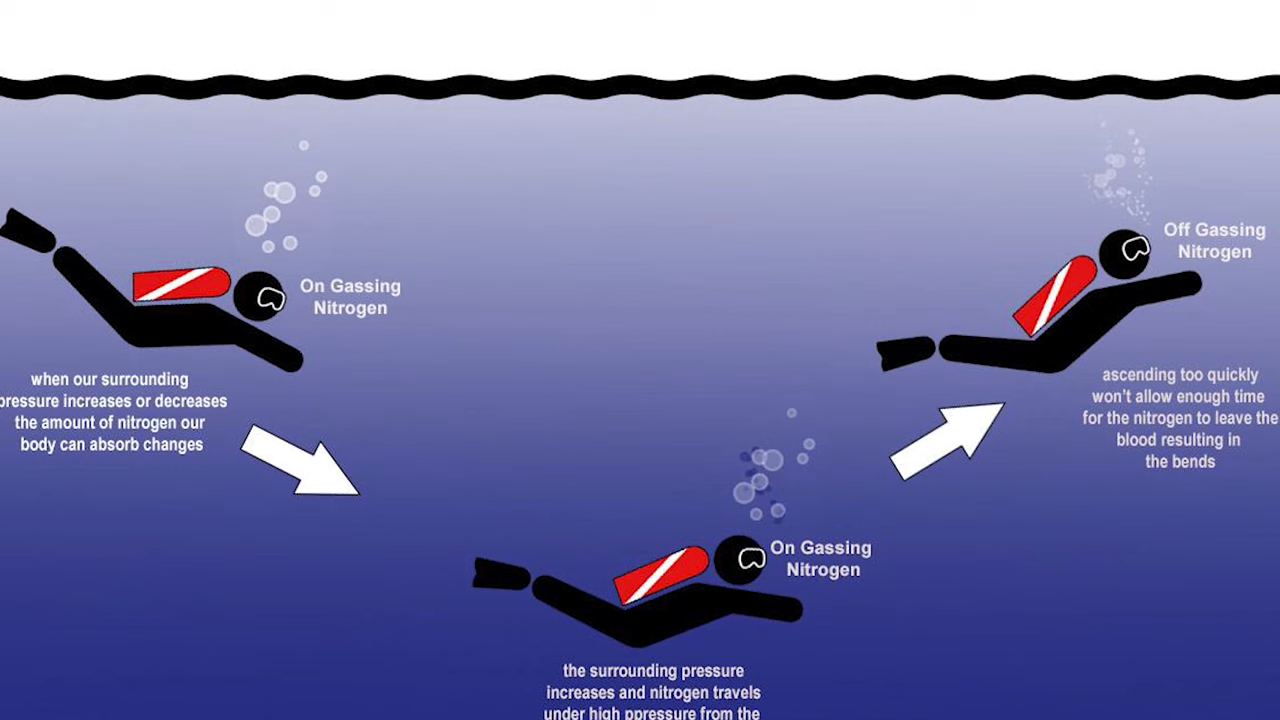 On Gassing
Nitrogen
when our surrounding
pressure increases or decreases
the amount of nitrogen our
body can absorb changes
On Gassing
Nitrogen
the surrounding pressure
increases and nitrogen travels
under high ppressure from the
Off Gassing
Nitrogen
ascending too quickly
won't allow enough time
for the nitrogen to leave the
blood resulting in
the bends